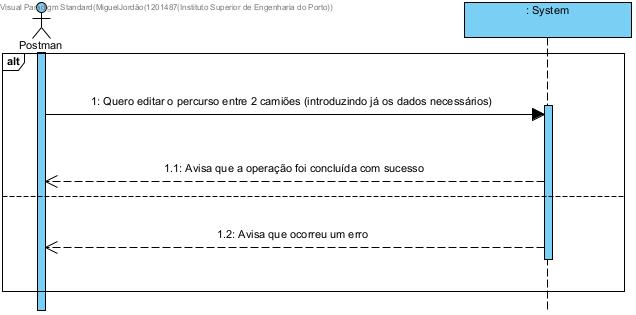 Visual Paradigm Standard(MiguelJordão(1201487(Instituto Superior de Engenharia do Porto))
: System
Postman
alt
1: Quero editar o percurso entre 2 camiões (introduzindo já os dados necessários)
1.1: Avisa que a operação foi concluída com sucesso
1.2: Avisa que ocorreu um erro